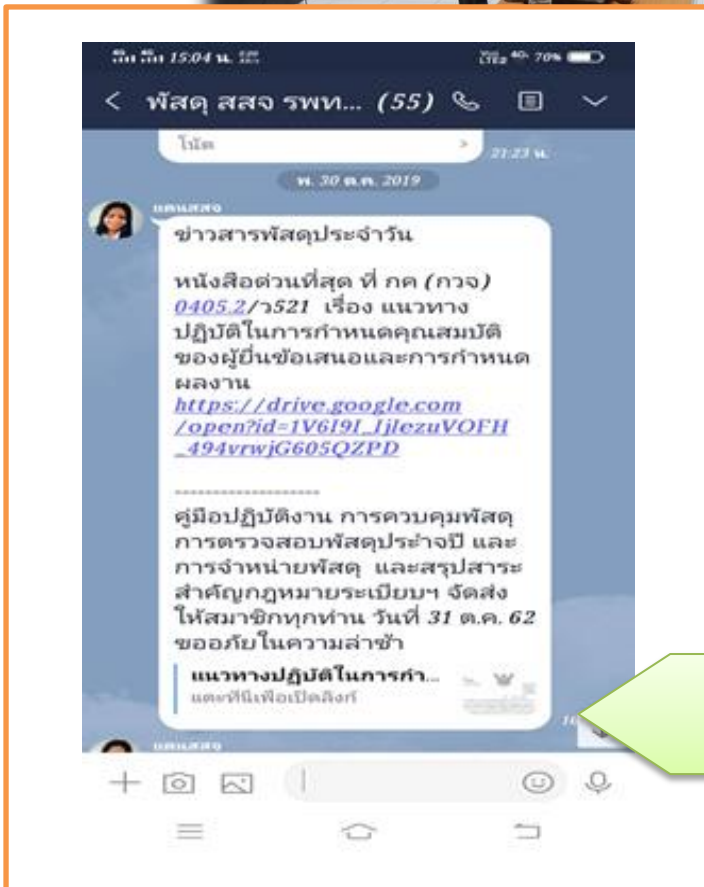 15:04 น.
70%
พัสดุ สสจ รพท... (55)
โน้ต
21:23 น.
พ. 30 ต.ค. 2019
ข่าวสารพัสดุประจำวัน
หนังสือด่วนที่สุด ที่ กค (กวจ)
0405.2/ว521 เรื่อง แนวทาง
ปฏิบัติในการกำหนดคุณสมบัติ
ของผู้ยื่นข้อเสนอและการกำหนด
ผลงาน
https://drive.google.com
/open?id=1V6I9I_IjIezuVOFH
_494vrwjG605QZPD
-------------------
คู่มือปฏิบัติงาน การควบคุมพัสดุ
การตรวจสอบพัสดุประำจปี และ
การจำหน่ายพัสดุ และสรุปสาระ
สำคัญกฎหมายระเบียบฯ จัดส่ง
ให้สมาชิกทุกท่าน วันที่ 31 ต.ค. 62
ขออภัยในความล่าช้า
แนวทางปฏิบัติในการกำ...
แตะที่นี่เพื่อเปิดลิงก์